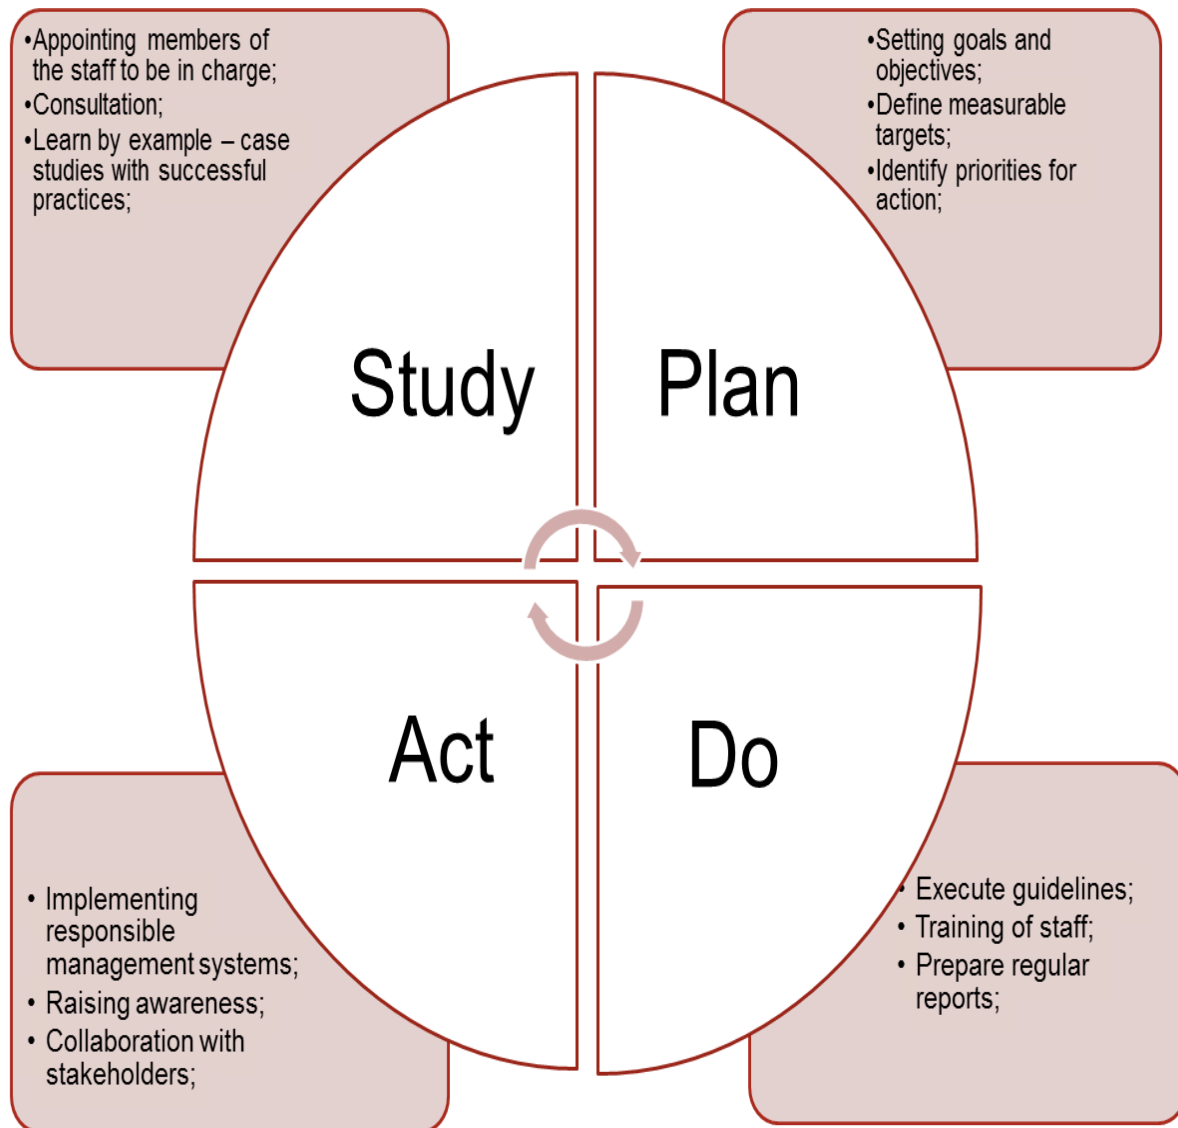 •Appointing members of
the staff to be in charge;
•Consultation;
•Learn by example – case
studies with successful
practices;
•Setting goals and
objectives;
•Define measurable
targets;
•Identify priorities for
action;
Study
Plan
Act
Do
• Implementing
responsible
management systems;
• Raising awareness;
• Collaboration with
stakeholders;
• Execute guidelines;
• Training of staff;
• Prepare regular
reports;